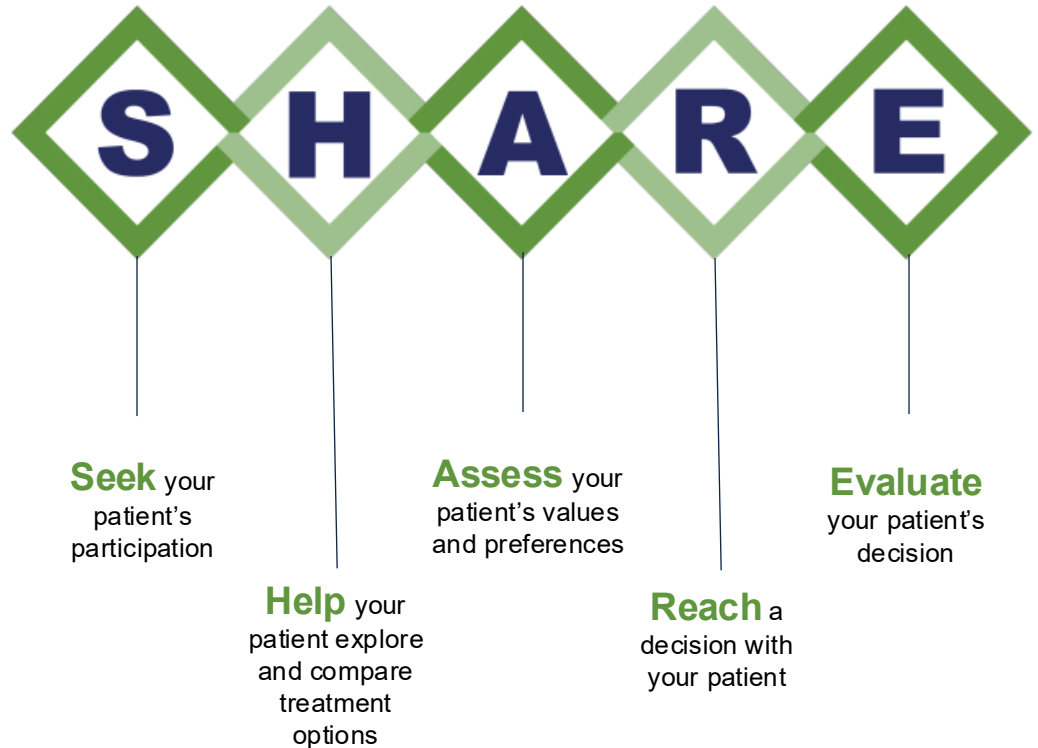 S H A R E
Seek your
patient’s
participation
Help your
patient explore
and compare
treatment
options
Assess your
patient’s values
and preferences
Reach a
decision with
your patient
Evaluate
your patient’s
decision